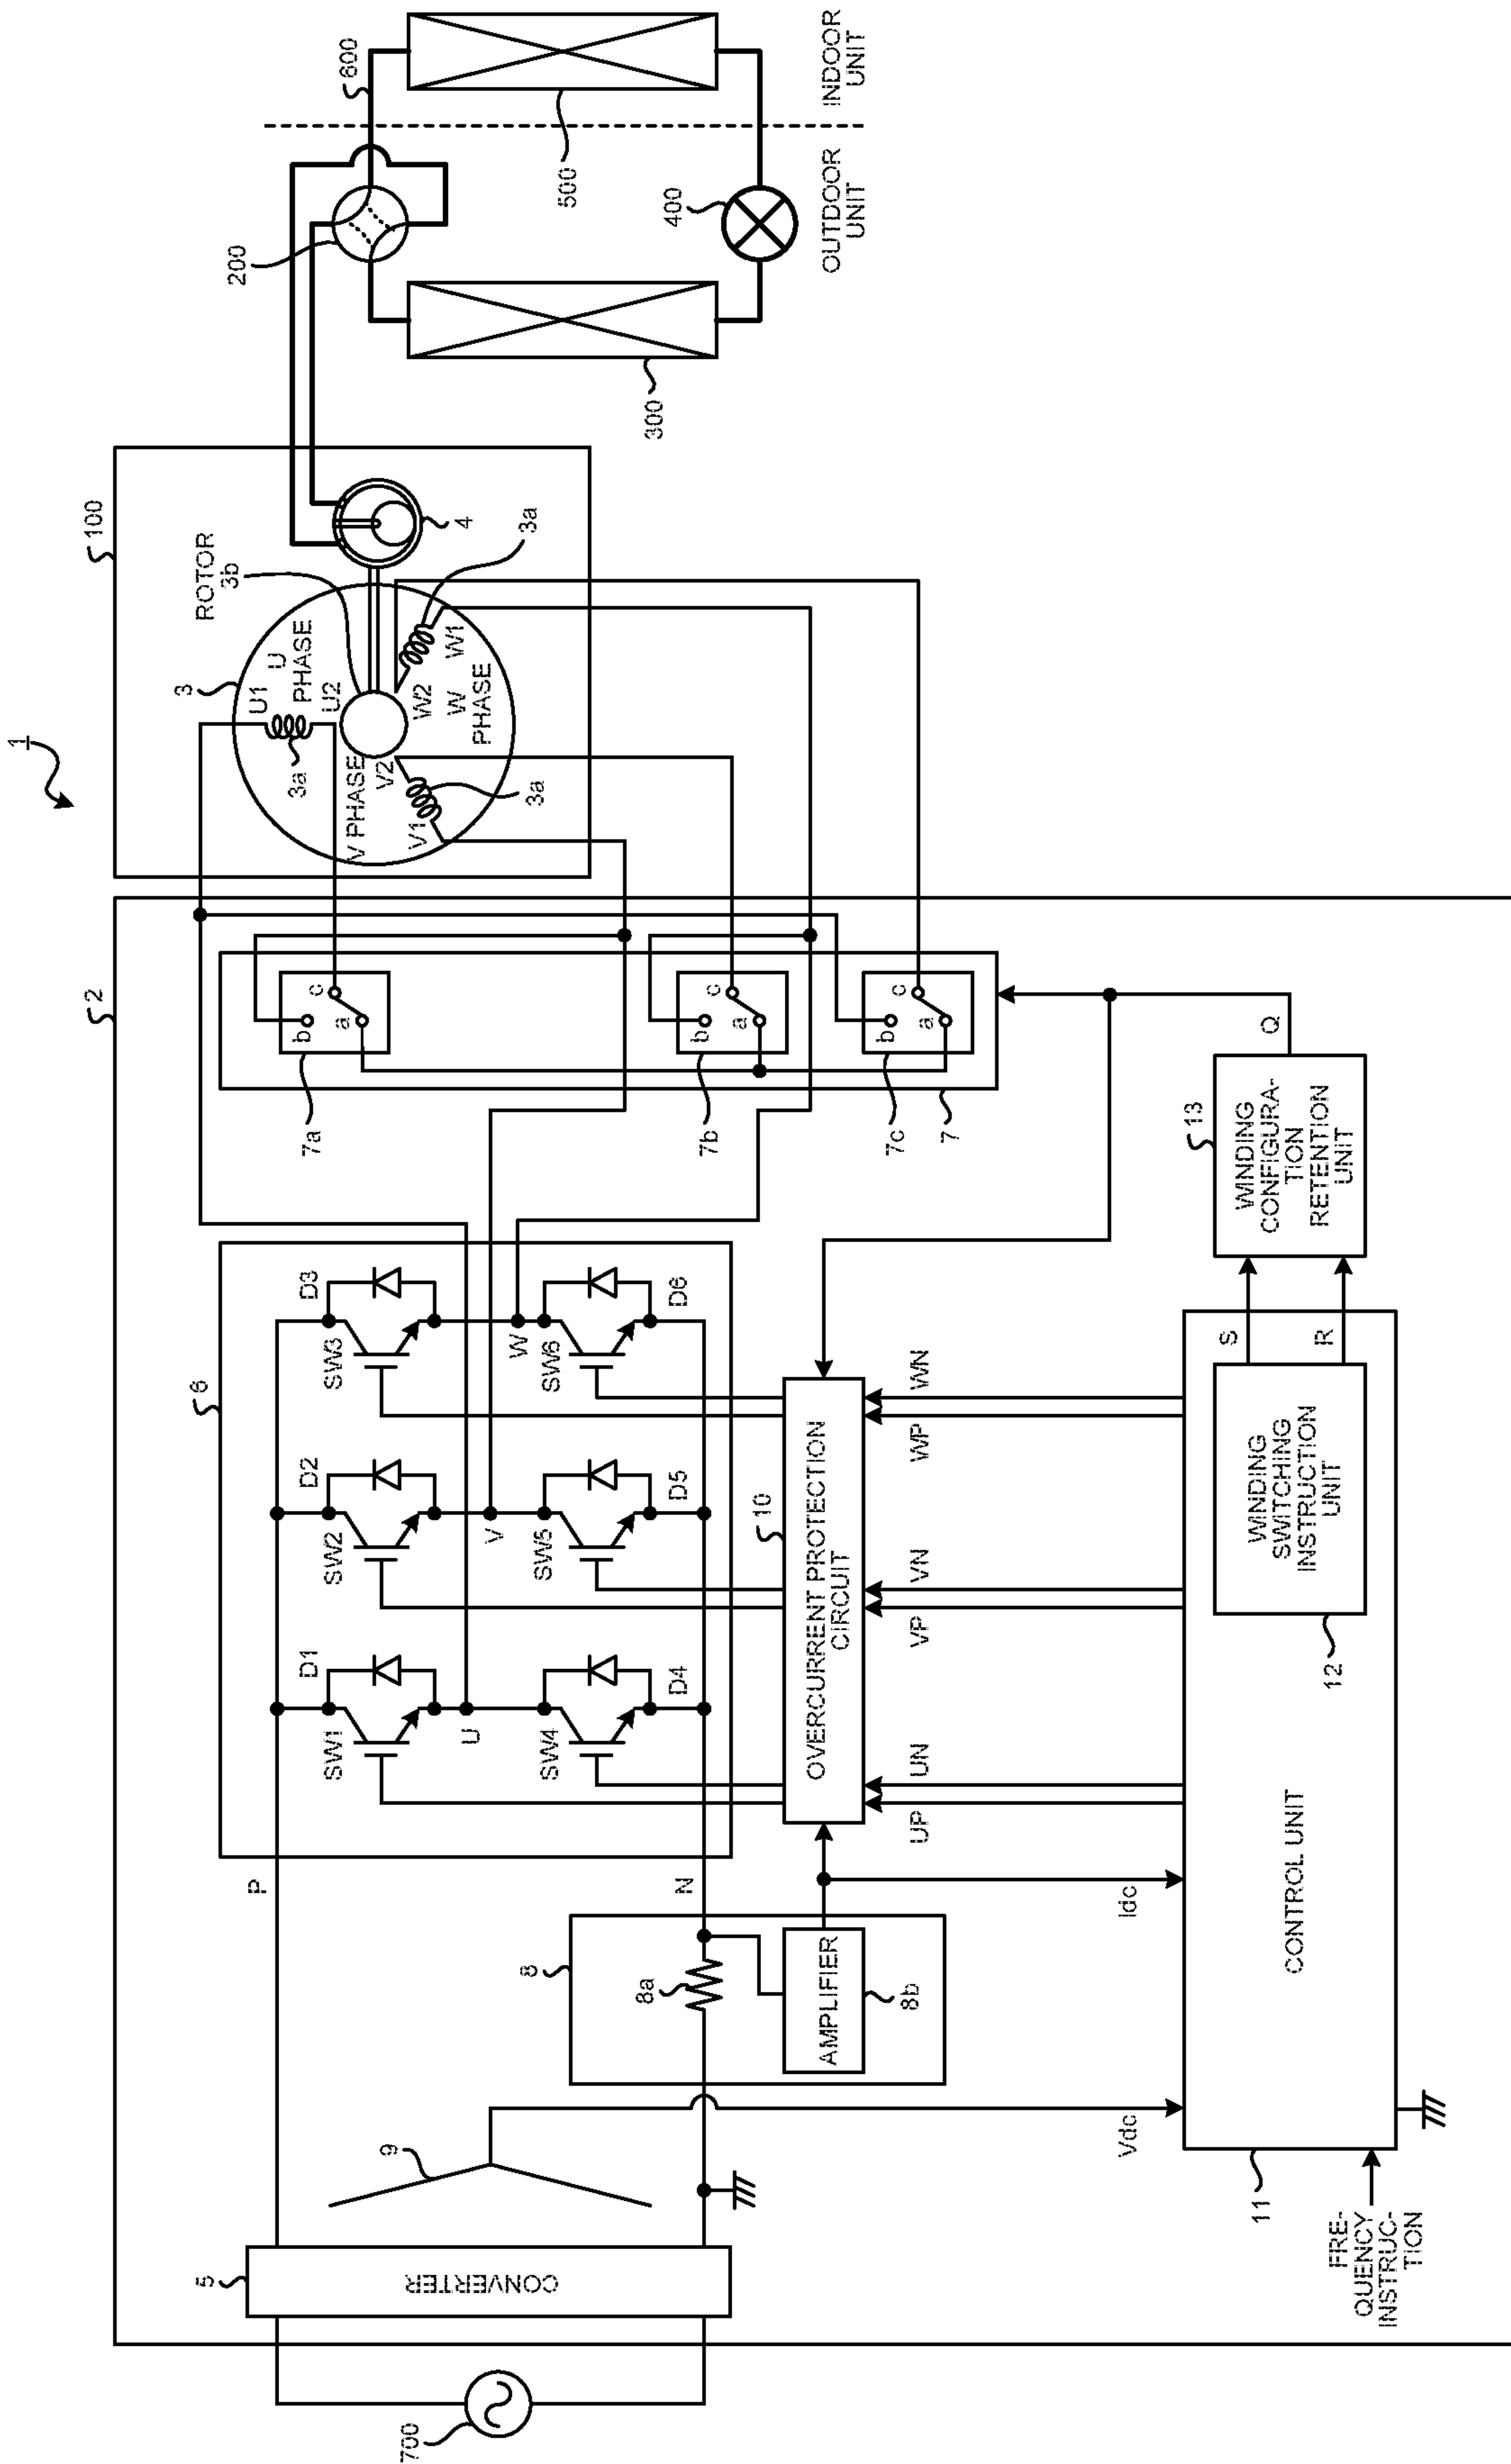 1
2
100
3
ROTOR
3b
U1
U
PHASE
U2
3a
V PHASE
V2
V1
3a
W2
W
PHASE
W1
3a
4
200
600
500
300
400
OUTDOOR
UNIT
INDOOR
UNIT
700
5
CONVERTER
9
P
N
8
8a
AMPLIFIER
8b
6
SW1
D1
SW2
D2
SW3
D3
U
V
W
SW4
D4
SW5
D5
SW6
D6
7a
b
a
c
7b
b
a
c
7c
b
a
c
7
10
OVERCURRENT PROTECTION
CIRCUIT
Vdc
Idc
UP
UN
VP
VN
WP
WN
11
CONTROL UNIT
FRE-
QUENCY
INSTRUC-
TION
12
WINDING
SWITCHING
INSTRUCTION
UNIT
S
R
13
WINDING
CONFIGURA-
TION
RETENTION
UNIT
Q